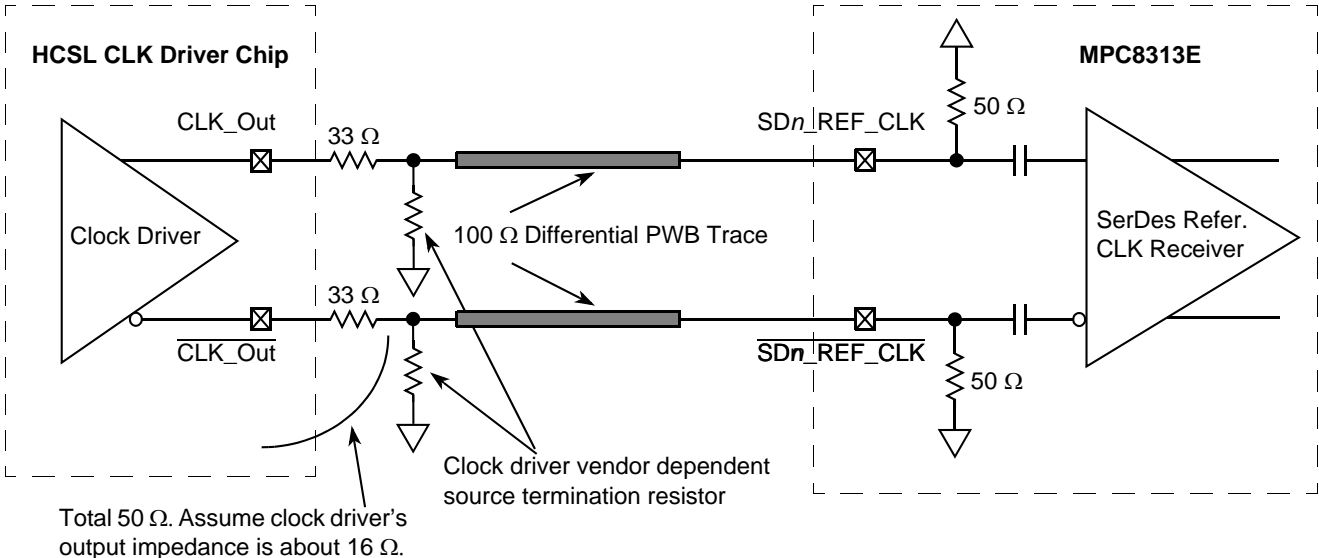 HCSL CLK Driver Chip
MPC8313E
50 Ω
CLK_Out
SDn_REF_CLK
33 Ω
Clock Driver
100 Ω Differential PWB Trace
SerDes Refer.
CLK Receiver
33 Ω
CLK_Out
SDn_REF_CLK
50 Ω
Clock driver vendor dependent
source termination resistor
Total 50 Ω. Assume clock driver’s
output impedance is about 16 Ω.